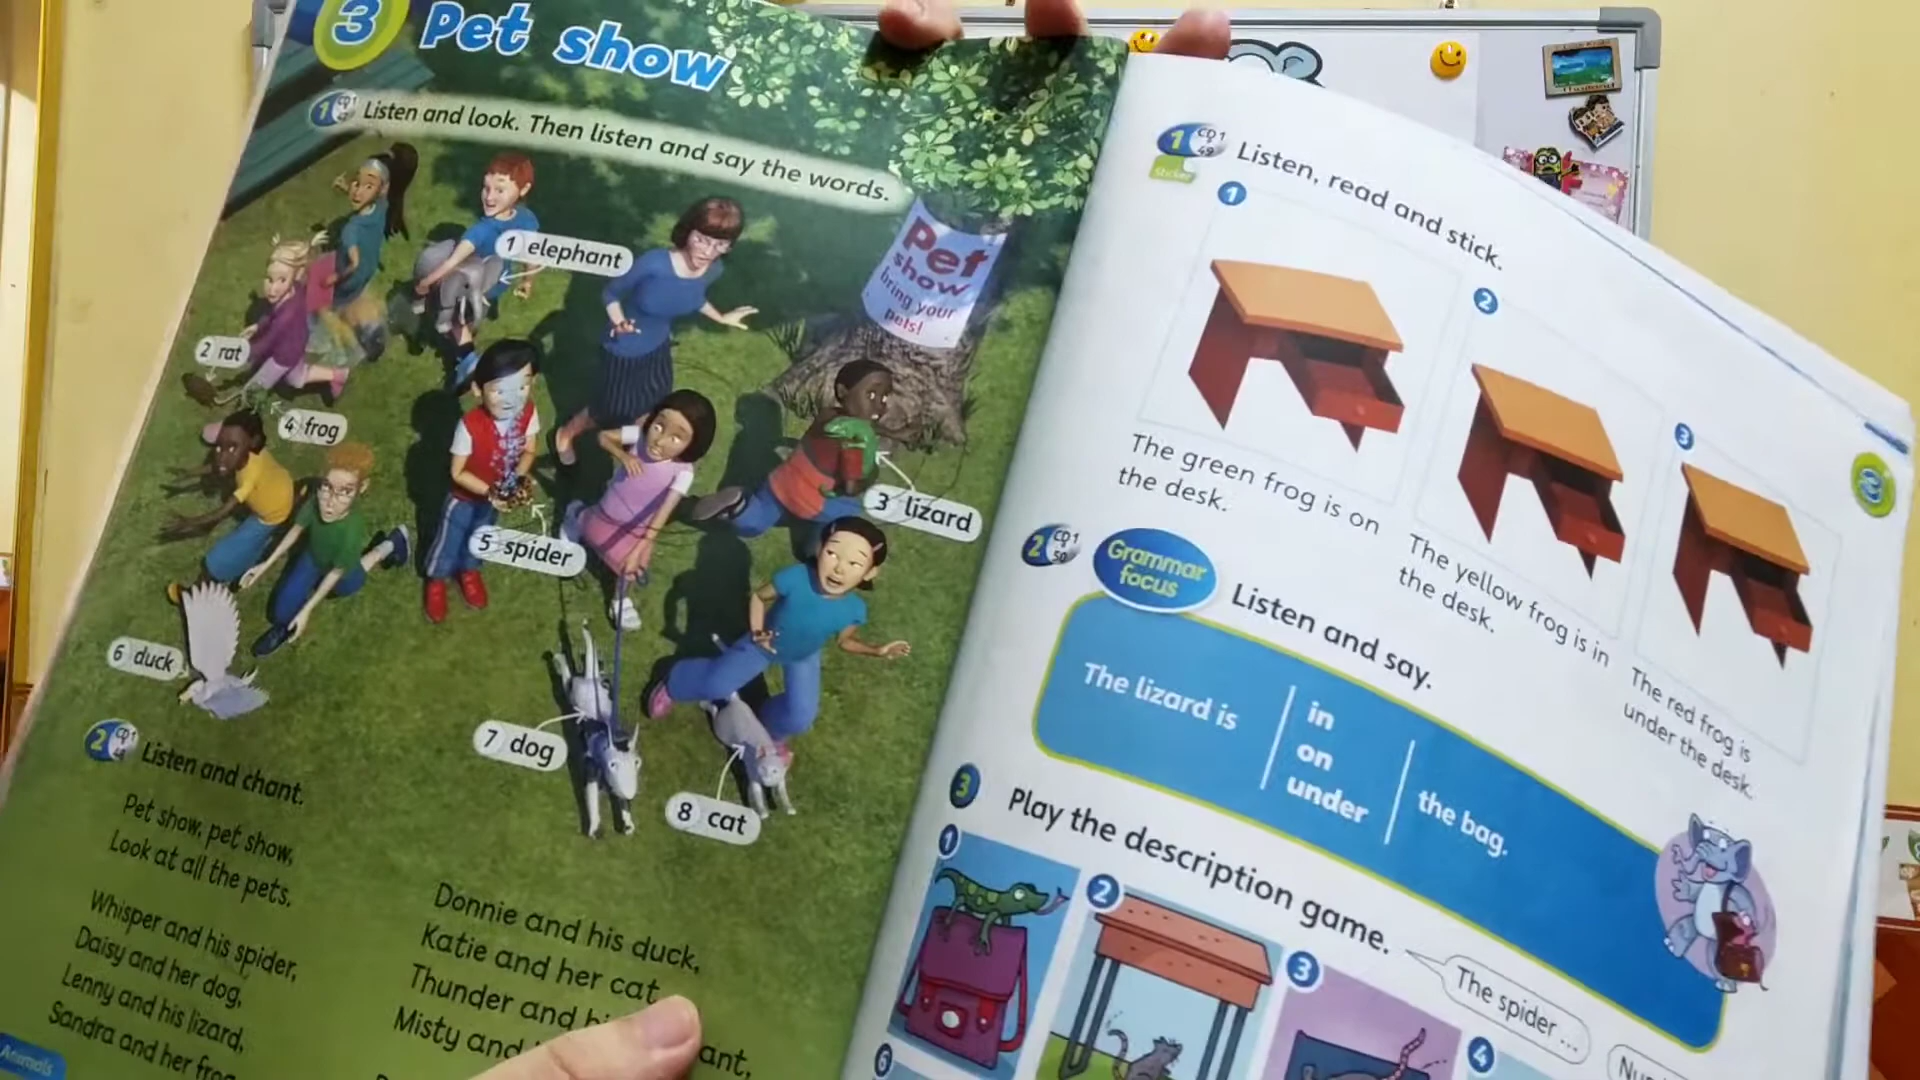 3 Pet show
1 CD1 Listen and look. Then listen and say the words.
1 elephant
2 rat
3 lizard
4 frog
5 spider
6 duck
7 dog
8 cat
Pet
show
bring your
pets!
2 CD1 48 Listen and chant.
Pet show, pet show,
Look at all the pets.
Whisper and his spider,
Daisy and her dog,
Lenny and his lizard,
Sandra and her frog
Donnie and his duck,
Katie and her cat
Thunder and
Misty and
ant,
Animals
1 CD1 49 Listen, read and stick.
Sticker
1
The green frog is on
the desk.
2
The yellow frog is in
the desk.
3
The red frog is
under the desk.
3
2 CD1 50 Grammar
focus
Listen and say.
The lizard is
in
on
under
the bag.
3 Play the description game.
1
2
3
4
6
The spider ...